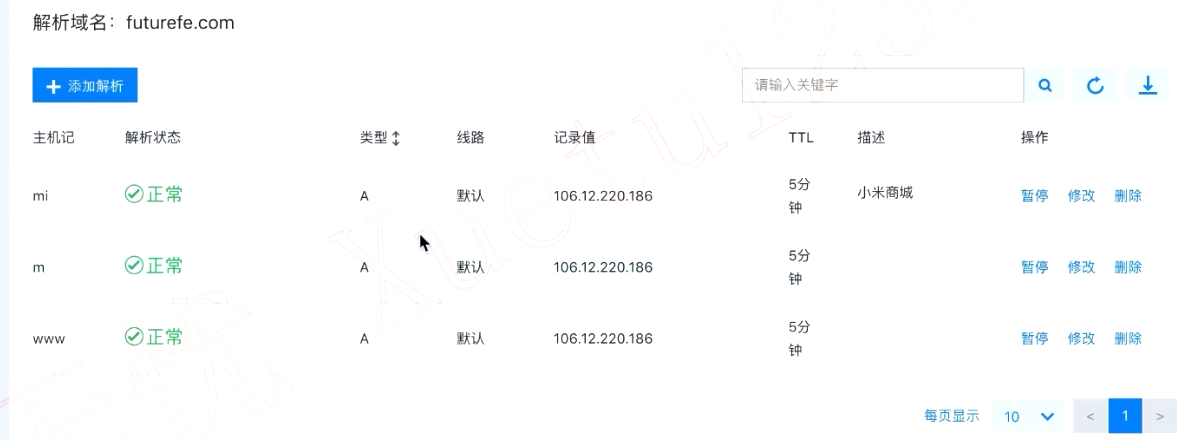 解析域名：futurefe.com
添加解析
请输入关键字
主机记 解析状态 类型 线路 记录值 TTL 描述 操作
mi 正常 A 默认 106.12.220.186 5分钟 小米商城 暂停 修改 删除
m 正常 A 默认 106.12.220.186 5分钟 暂停 修改 删除
www 正常 A 默认 106.12.220.186 5分钟 暂停 修改 删除
每页显示 10 < 1 >